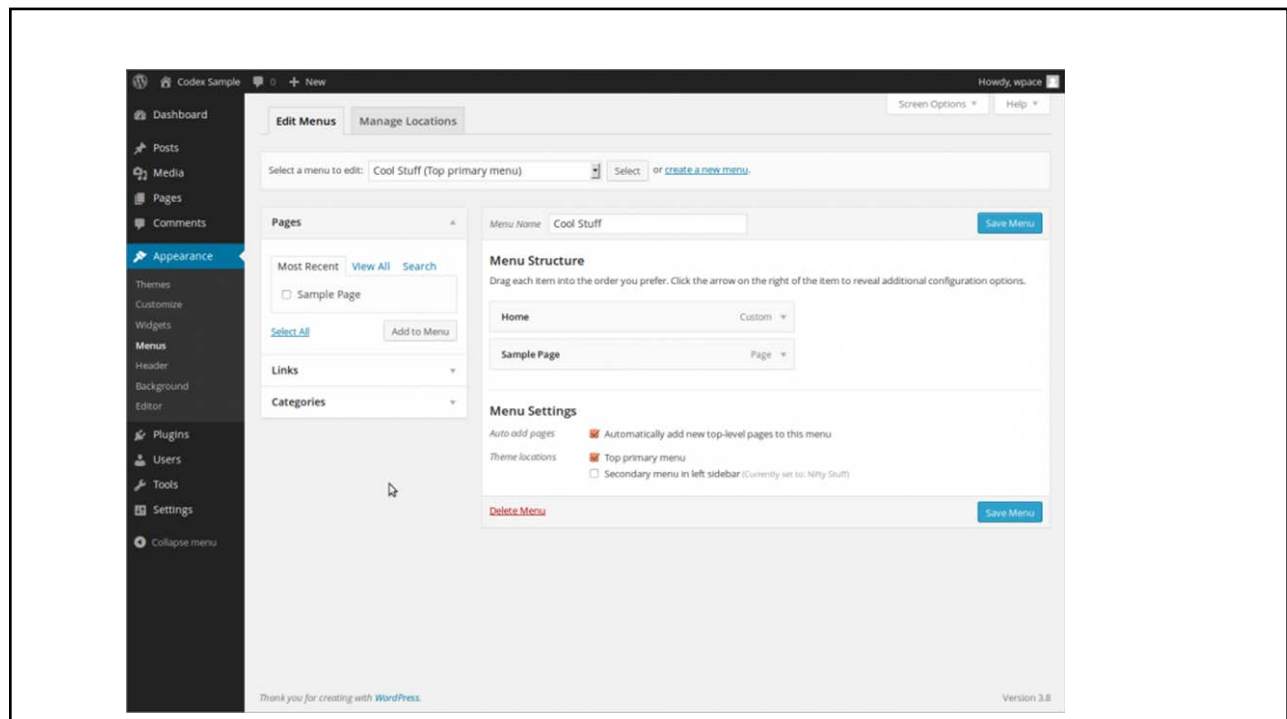 Codex Sample 0 + New Howdy, wpace
Screen Options Help
Dashboard
Posts
Media
Pages
Comments
Appearance
Themes
Customize
Widgets
Menus
Header
Background
Editor
Plugins
Users
Tools
Settings
Collapse menu
Edit Menus Manage Locations
Select a menu to edit: Cool Stuff (Top primary menu) Select or create a new menu.
Pages
Most Recent View All Search
Sample Page
Select All Add to Menu
Links
Categories
Menu Name Cool Stuff Save Menu
Menu Structure
Drag each item into the order you prefer. Click the arrow on the right of the item to reveal additional configuration options.
Home Custom
Sample Page Page
Menu Settings
Auto add pages Automatically add new top-level pages to this menu
Theme locations Top primary menu
Secondary menu in left sidebar (Currently set to: Nifty Stuff)
Delete Menu Save Menu
Thank you for creating with WordPress. Version 3.8